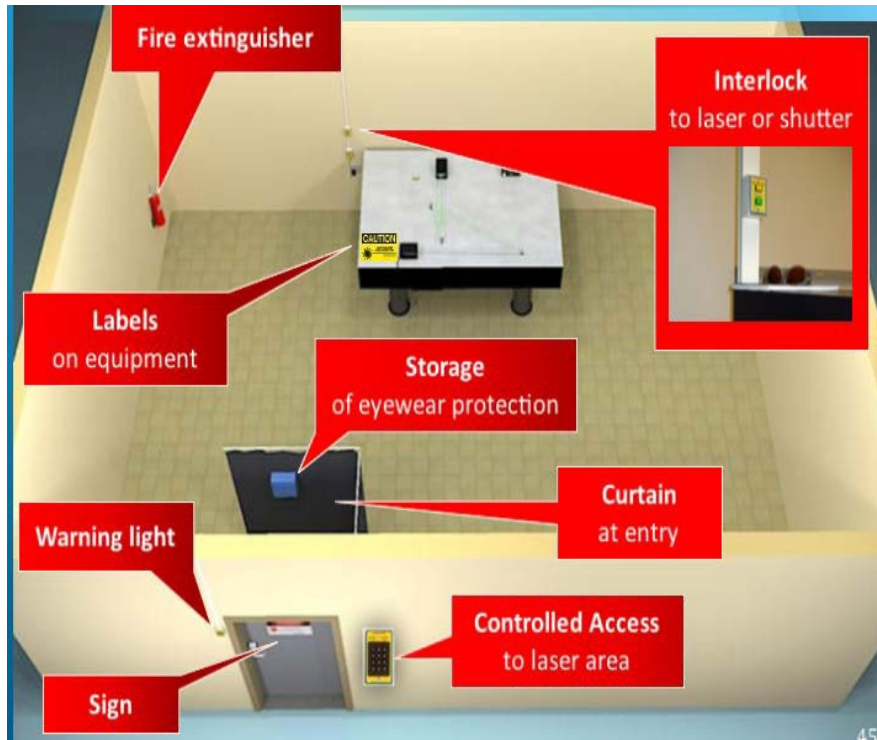 Fire extinguisher
Interlock
to laser or shutter
CAUTION
Labels
on equipment
Storage
of eyewear protection
Curtain
at entry
Warning light
Controlled Access
to laser area
Sign
45